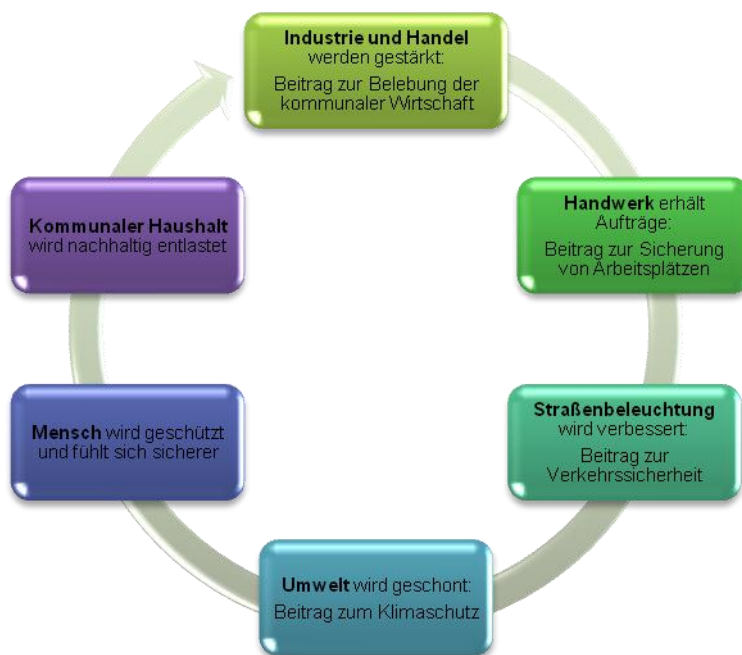 Industrie und Handel
werden gestärkt:
Beitrag zur Belebung der
kommunaler Wirtschaft
Handwerk erhält
Aufträge:
Beitrag zur Sicherung
von Arbeitsplätzen
Straßenbeleuchtung
wird verbessert:
Beitrag zur
Verkehrssicherheit
Umwelt wird geschont:
Beitrag zum Klimaschutz
Mensch wird geschützt
und fühlt sich sicherer
Kommunaler Haushalt
wird nachhaltig entlastet